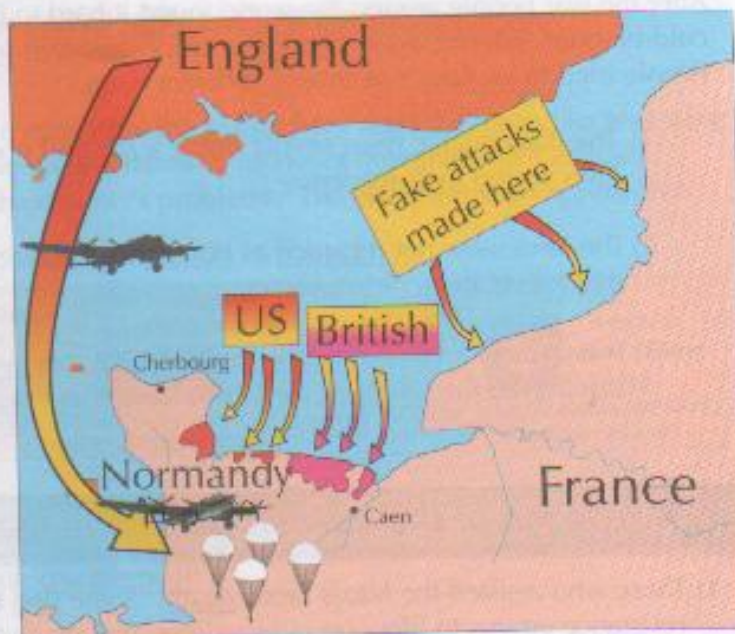 England
Fake attacks
made here
US
British
Cherbourg
Normandy
Caen
France